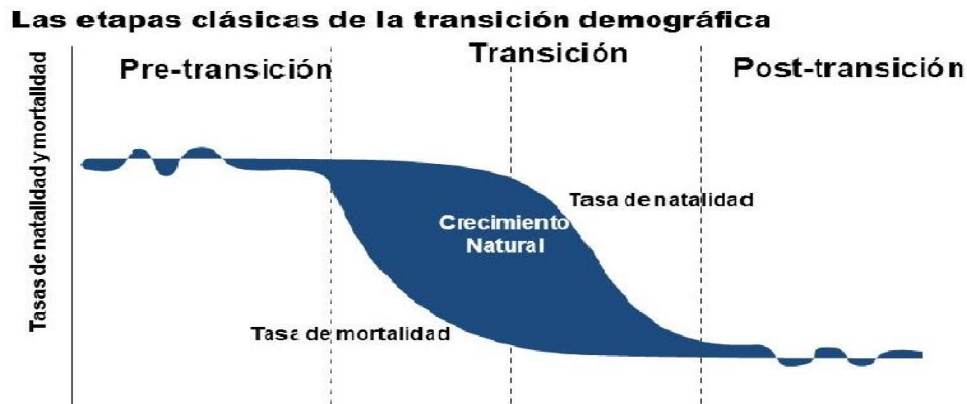 Las etapas clásicas de la transición demográfica
Tasas de natalidad y mortalidad
Pre-transición
Transición
Post-transición
Tasa de natalidad
Crecimiento
Natural
Tasa de mortalidad